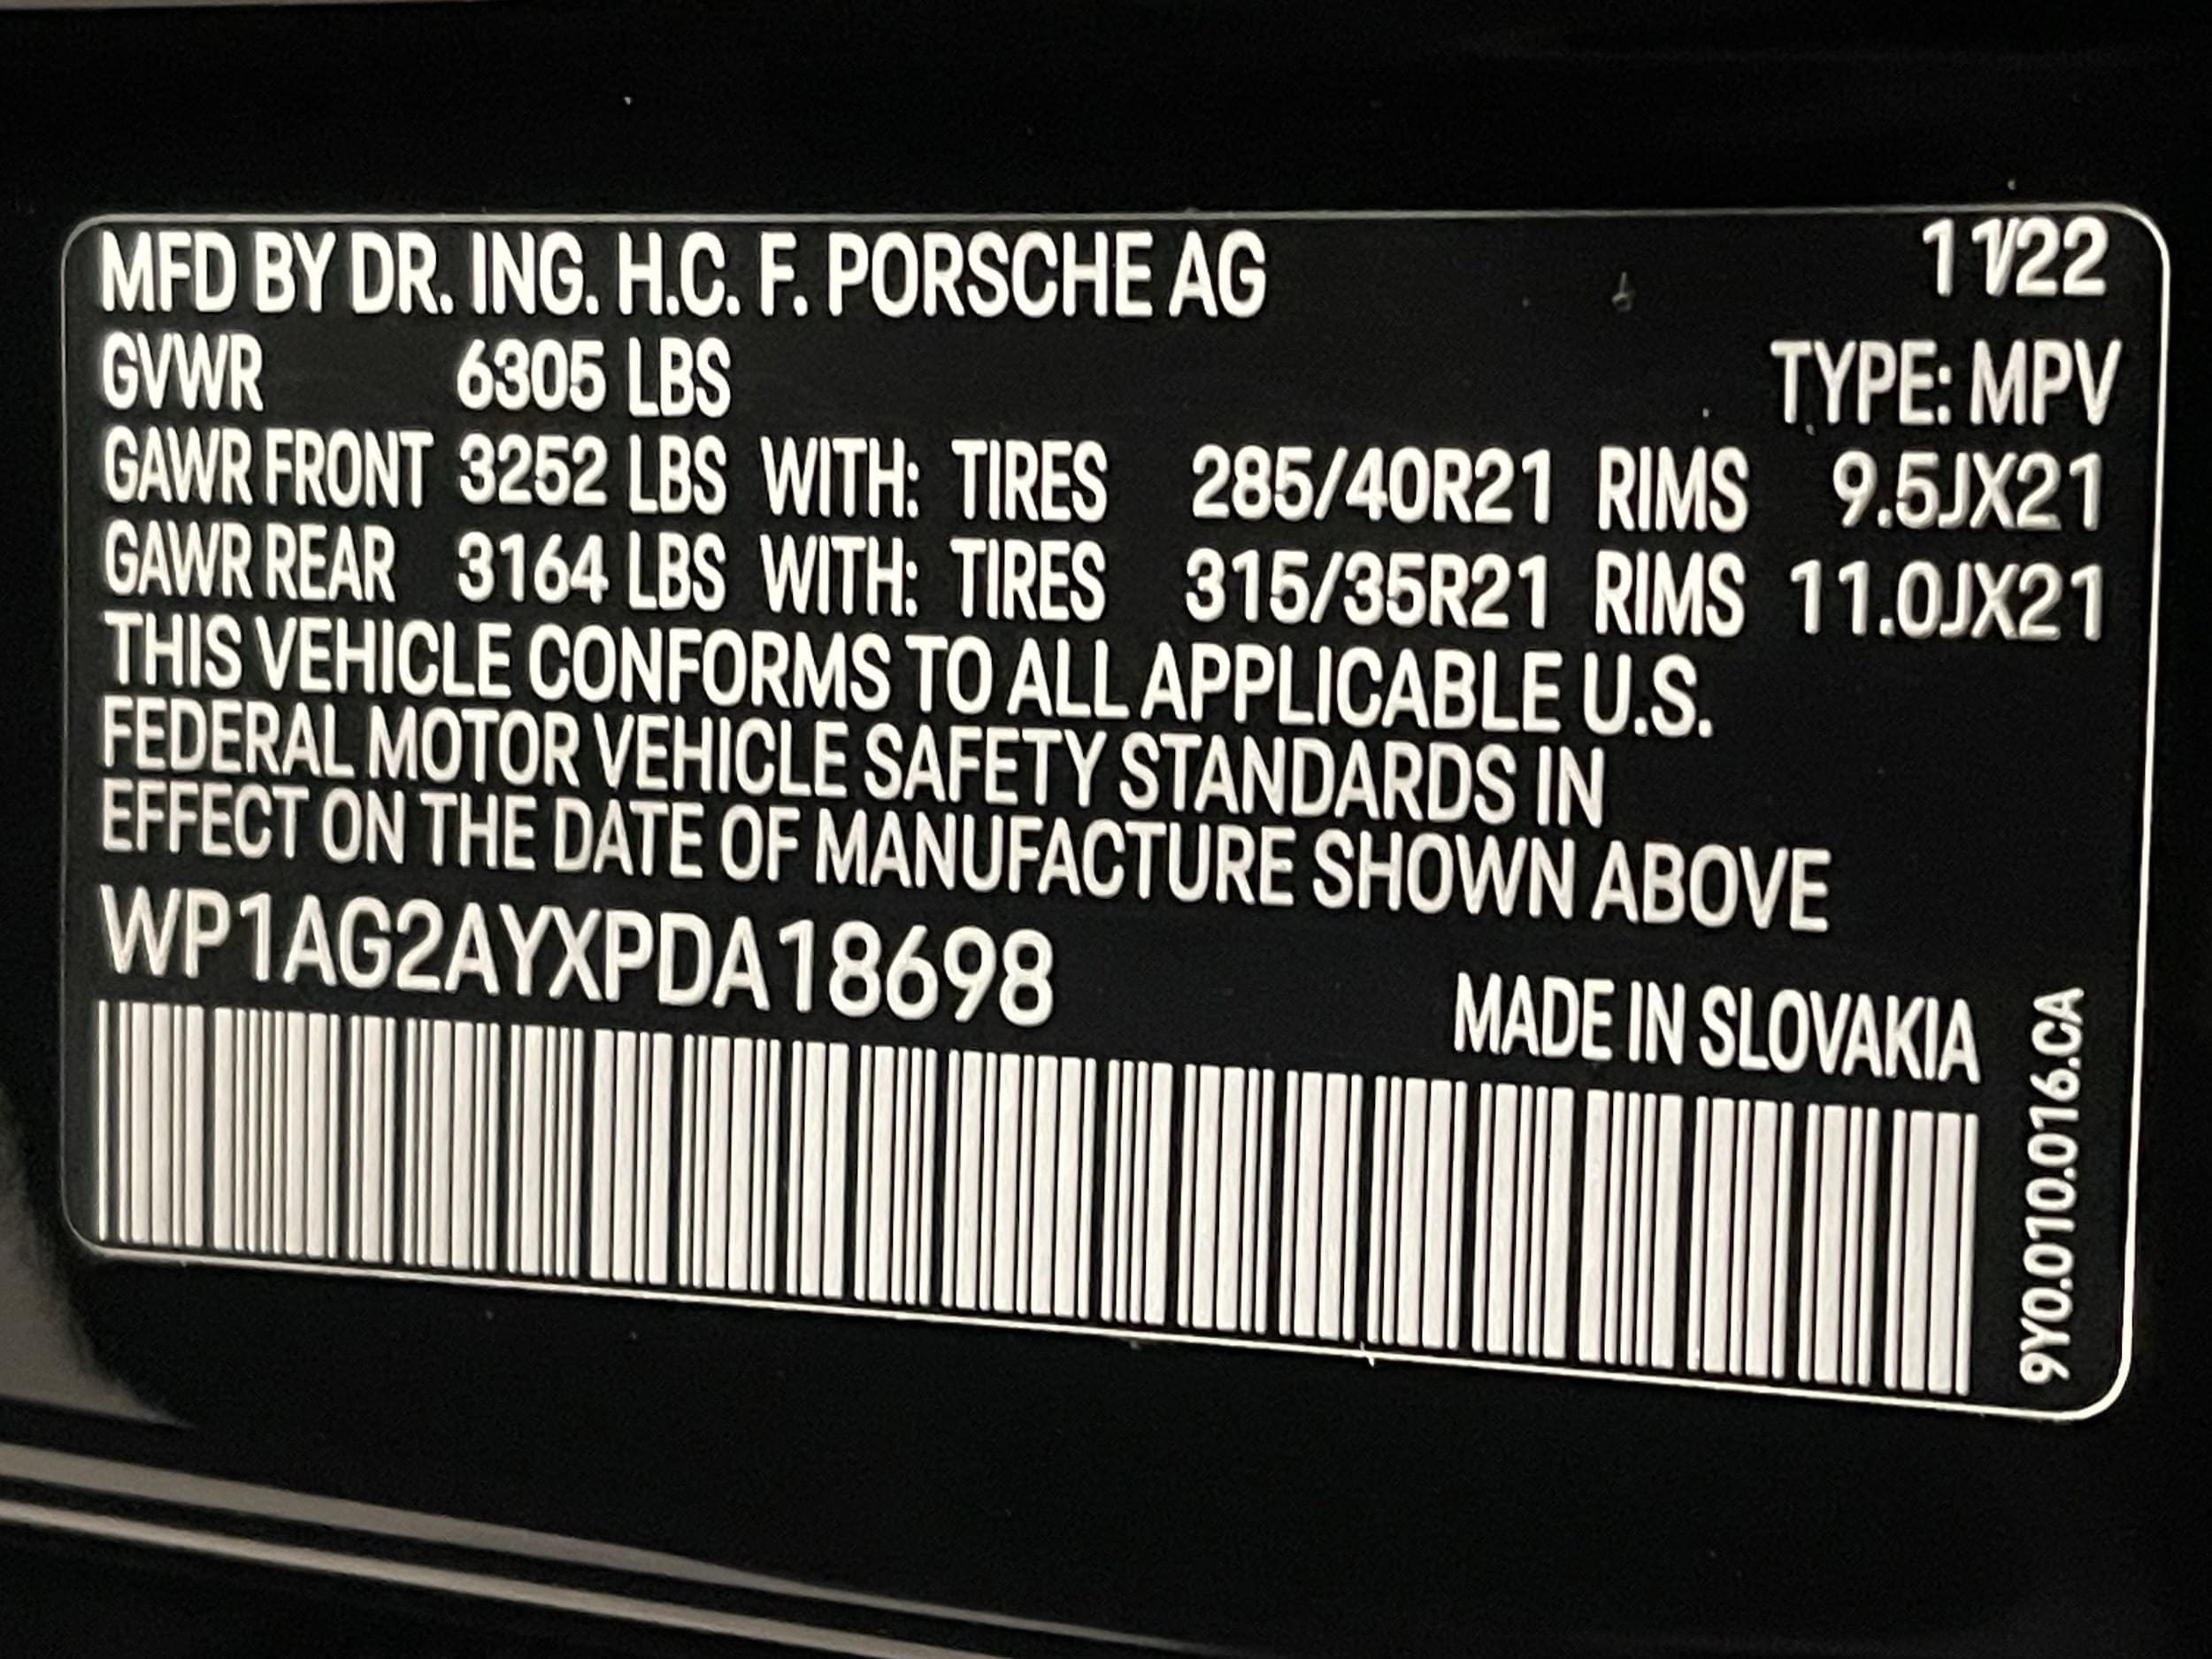 MFD BY DR. ING. H.C. F. PORSCHE AG 11/22
GVWR 6305 LBS TYPE: MPV
GAWR FRONT 3252 LBS WITH: TIRES 285/40R21 RIMS 9.5JX21
GAWR REAR 3164 LBS WITH: TIRES 315/35R21 RIMS 11.0JX21
THIS VEHICLE CONFORMS TO ALL APPLICABLE U.S.
FEDERAL MOTOR VEHICLE SAFETY STANDARDS IN
EFFECT ON THE DATE OF MANUFACTURE SHOWN ABOVE
WP1AG2AYXPDA18698
MADE IN SLOVAKIA
9Y0.010.016.CA